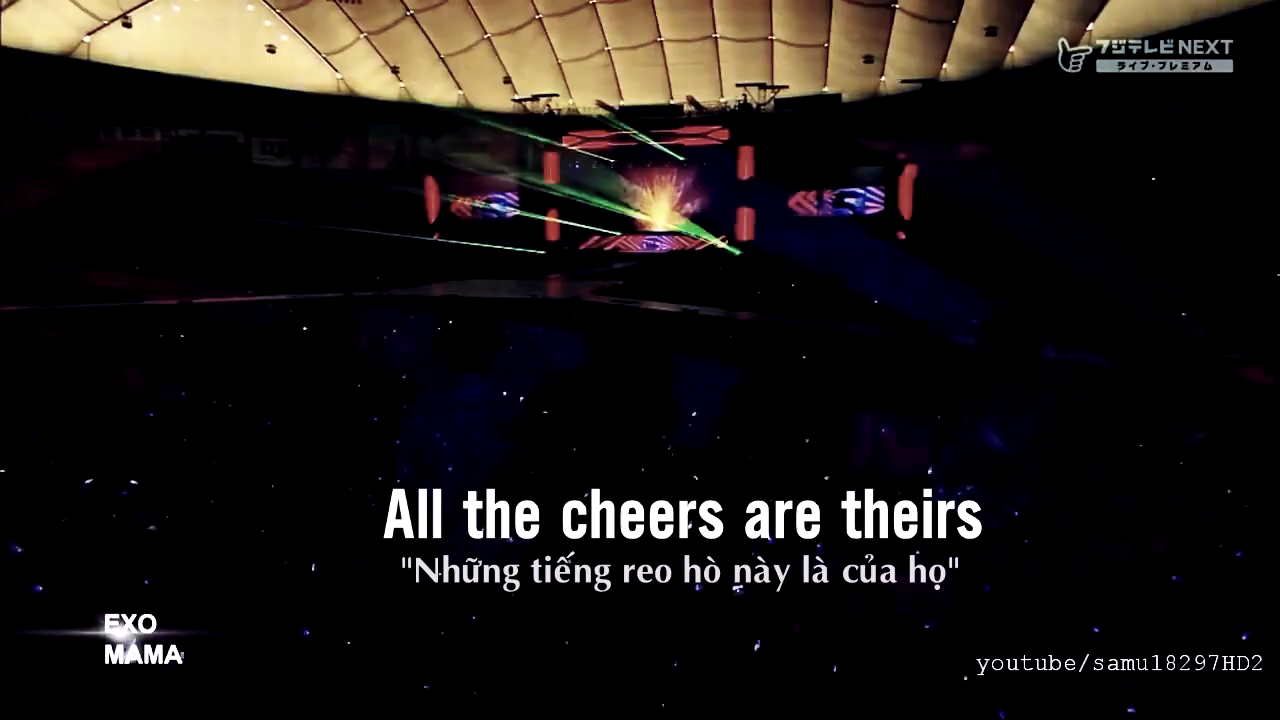 フジテレビNEXT
ライブ・プレミアム
All the cheers are theirs
"Những tiếng reo hò này là của họ"
EXO
MAMA
youtube/samu18297HD2